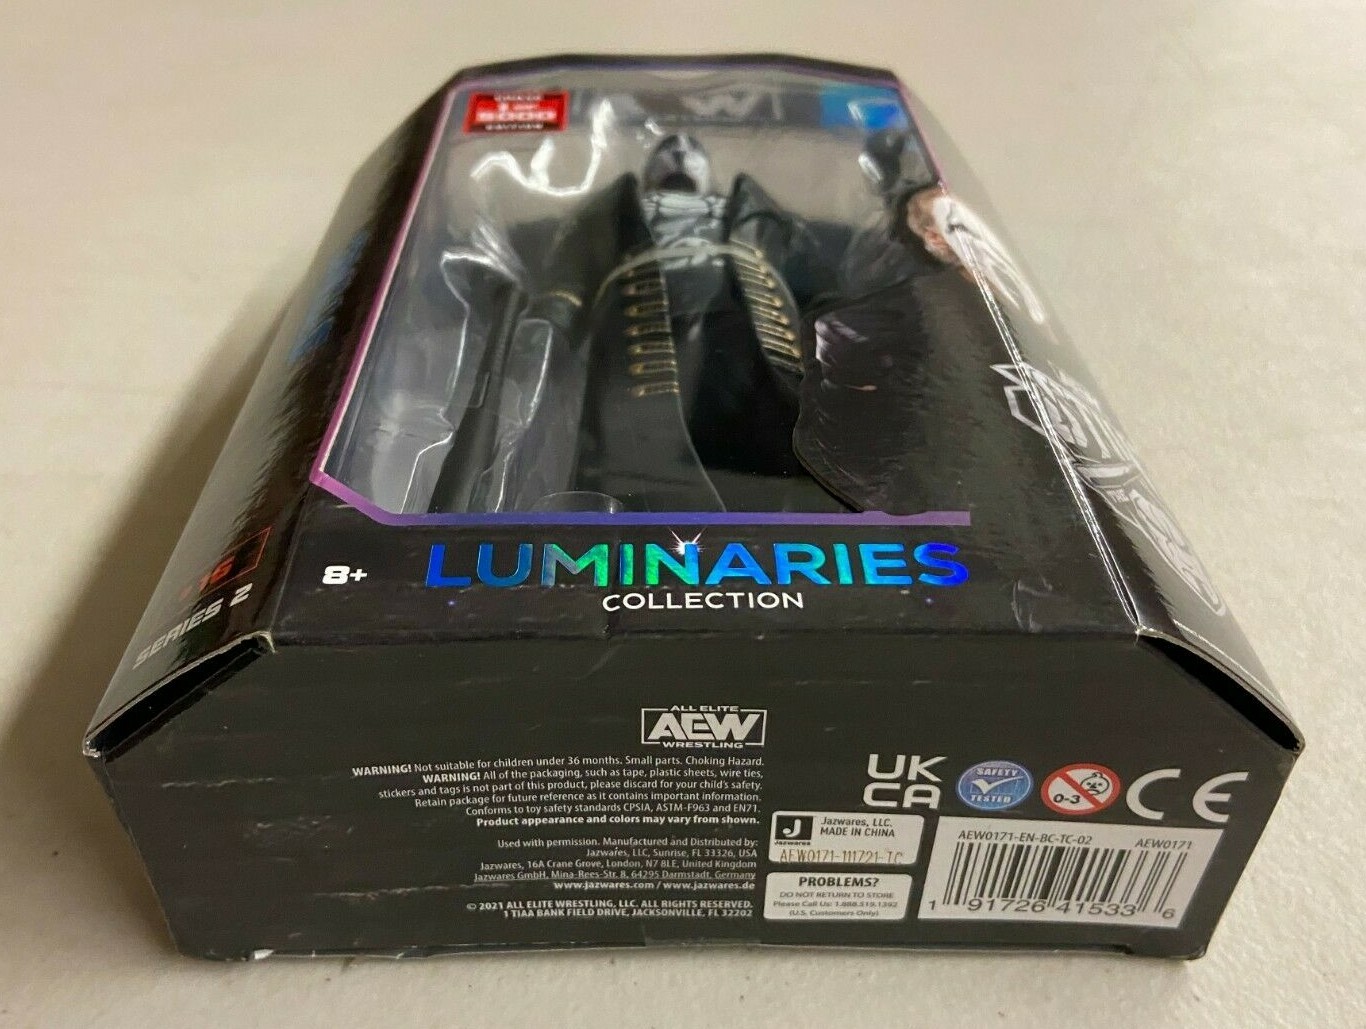 1 OF
5000
AEW
8+
LUMINARIES
COLLECTION
16
SERIES 2
THE
ALL ELITE
AEW
WRESTLING
WARNING! Not suitable for children under 36 months. Small parts. Choking Hazard.
WARNING! All of the packaging, such as tape, plastic sheets, wire ties,
stickers and tags is not part of this product, please discard for your child's safety.
Retain package for future reference as it contains important information.
Conforms to toy safety standards CPSIA, ASTM-F963 and EN71.
Product appearance and colors may vary from shown.
Used with permission. Manufactured and Distributed by:
Jazwares, LLC, Sunrise, FL 33326, USA
Jazwares, 16A Crane Grove, London, N7 8LE, United Kingdom
Jazwares GmbH, Mina-Rees-Str. 8, 64295 Darmstadt, Germany
www.jazwares.com / www.jazwares.de
© 2021 ALL ELITE WRESTLING, LLC. ALL RIGHTS RESERVED.
1 TIAA BANK FIELD DRIVE, JACKSONVILLE, FL 32202
UK
CA
SAFETY
TESTED
0-3
CE
J
Jazwares
Jazwares, LLC.
MADE IN CHINA
AEW0171-111721-TC
PROBLEMS?
DO NOT RETURN TO STORE
Please Call Us: 1.888.519.1392
(U.S. Customers Only)
AEW0171-EN-BC-TC-02 AEW0171
1 91726 41533 6